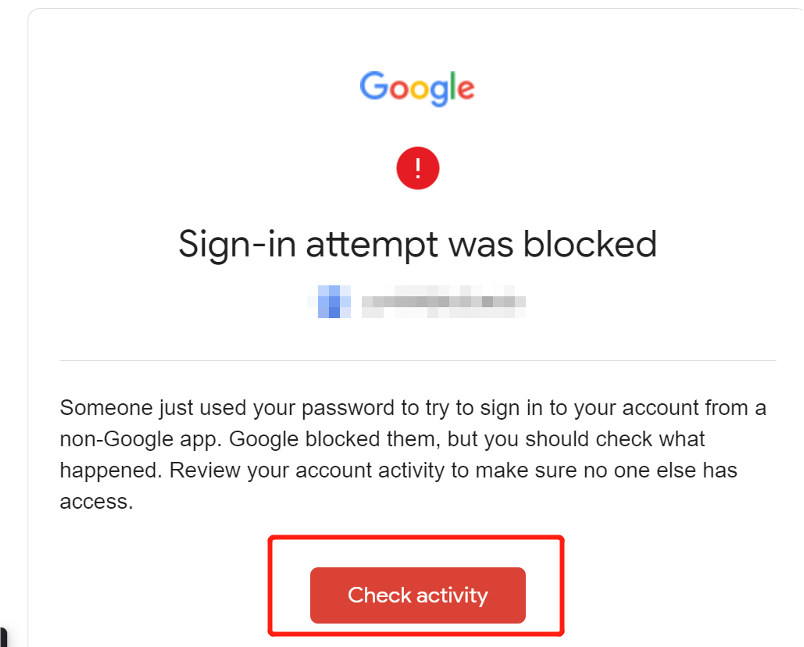 Google
!
Sign-in attempt was blocked
Someone just used your password to try to sign in to your account from a
non-Google app. Google blocked them, but you should check what
happened. Review your account activity to make sure no one else has
access.
Check activity